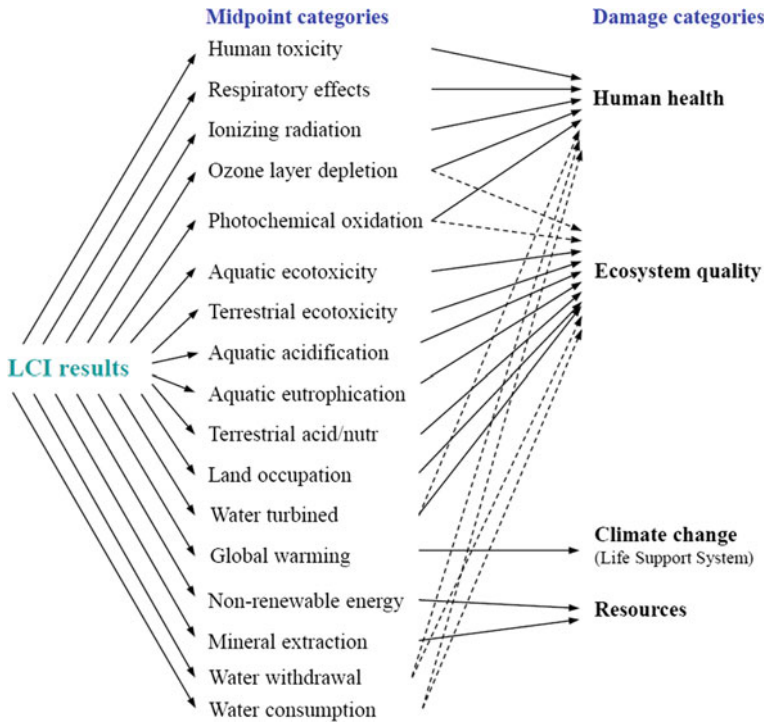 Midpoint categories
Damage categories
Human toxicity
Respiratory effects
Human health
Ionizing radiation
Ozone layer depletion
Photochemical oxidation
Aquatic ecotoxicity
Ecosystem quality
Terrestrial ecotoxicity
Aquatic acidification
LCI results
Aquatic eutrophication
Terrestrial acid/nutr
Land occupation
Water turbined
Climate change
Global warming
(Life Support System)
Non-renewable energy
Resources
Mineral extraction
Water withdrawal
Water consumption